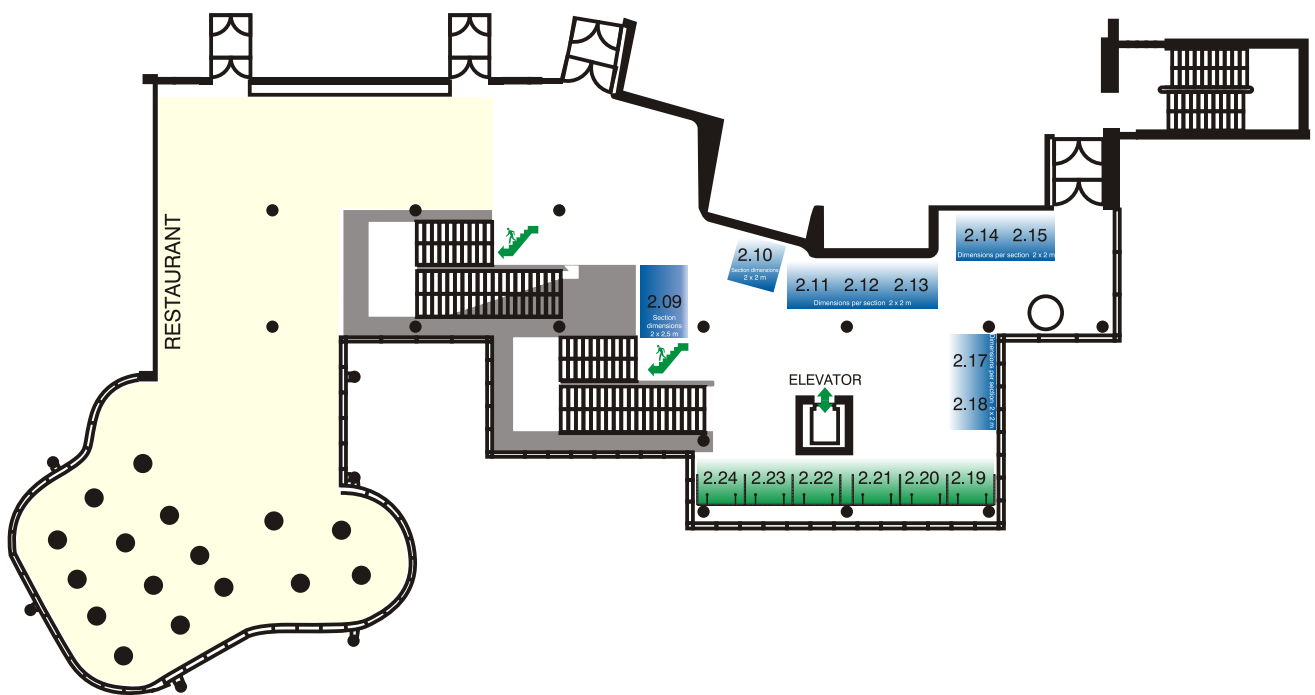 RESTAURANT
2.14 2.15
Dimensions per section 2 x 2 m
2.10
Section dimensions
2 x 2 m
2.11 2.12 2.13
Dimensions per section 2 x 2 m
2.09
Section
dimensions
2 x 2,5 m
2.17
2.18
Dimensions per section 2 x 2 m
ELEVATOR
2.24 2.23 2.22 2.21 2.20 2.19